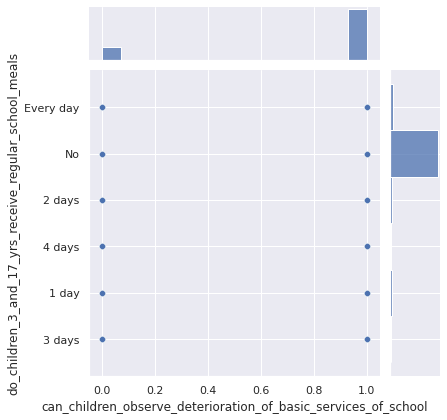 do_children_3_and_17_yrs_receive_regular_school_meals
Every day
No
2 days
4 days
1 day
3 days
0.0 0.2 0.4 0.6 0.8 1.0
can_children_observe_deterioration_of_basic_services_of_school